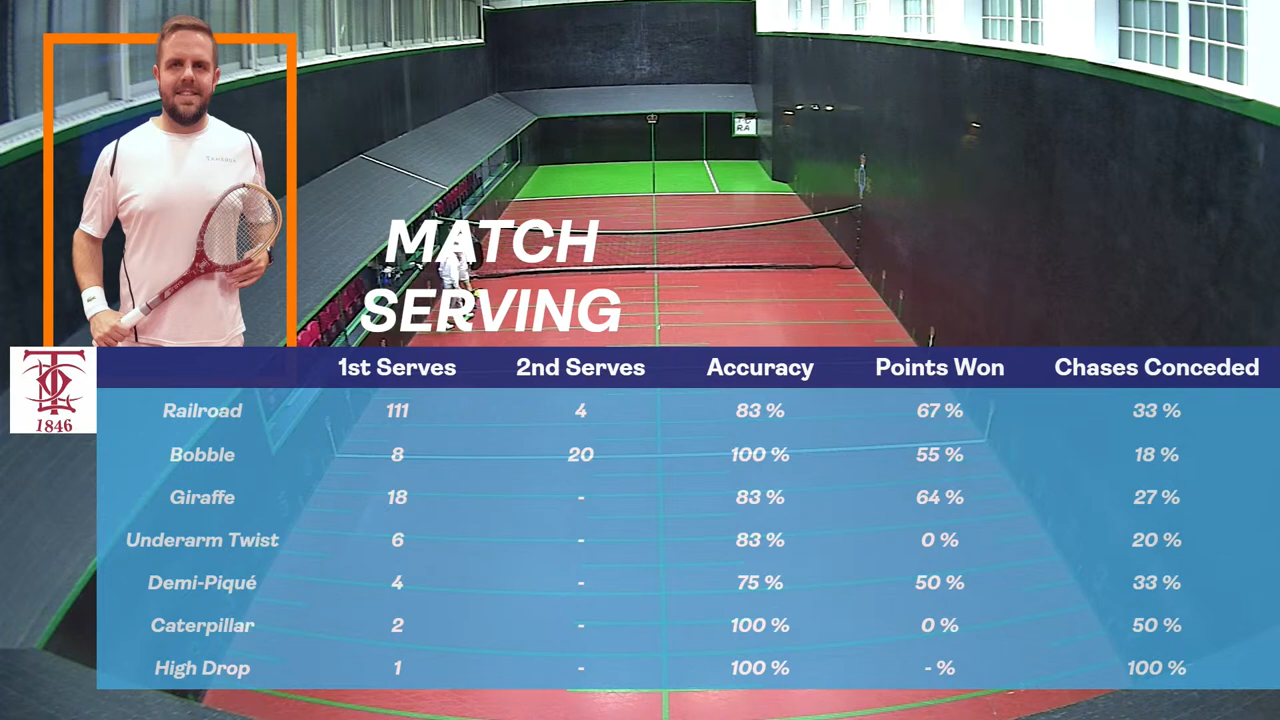 TERA
MATCH
SERVING
1st Serves 2nd Serves Accuracy Points Won Chases Conceded
1846
Railroad 111 4 83 % 67 % 33 %
Bobble 8 20 100 % 55 % 18 %
Giraffe 18 - 83 % 64 % 27 %
Underarm Twist 6 - 83 % 0 % 20 %
Demi-Piqué 4 - 75 % 50 % 33 %
Caterpillar 2 - 100 % 0 % 50 %
High Drop 1 - 100 % - % 100 %